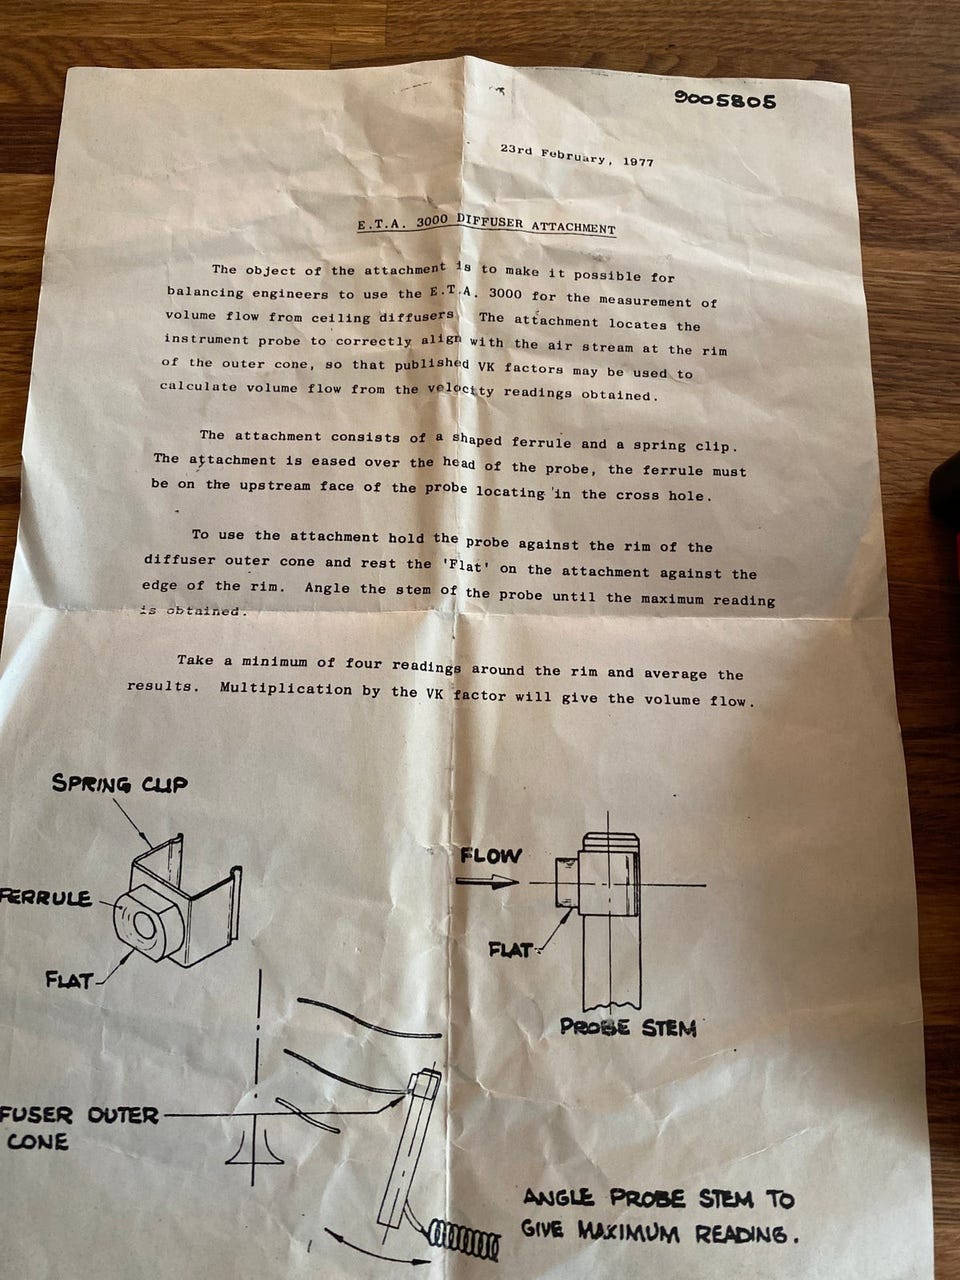 9005805
23rd February, 1977
E.T.A. 3000 DIFFUSER ATTACHMENT
The object of the attachment is to make it possible for
balancing engineers to use the E.T.A. 3000 for the measurement of
volume flow from ceiling diffusers. The attachment locates the
instrument probe to correctly align with the air stream at the rim
of the outer cone, so that published VK factors may be used to
calculate volume flow from the velocity readings obtained.
The attachment consists of a shaped ferrule and a spring clip.
The attachment is eased over the head of the probe, the ferrule must
be on the upstream face of the probe locating in the cross hole.
To use the attachment hold the probe against the rim of the
diffuser outer cone and rest the 'Flat' on the attachment against the
edge of the rim. Angle the stem of the probe until the maximum reading
is obtained.
Take a minimum of four readings around the rim and average the
results. Multiplication by the VK factor will give the volume flow.
SPRING CLIP
FERRULE
FLAT
FLOW
FLAT
PROBE STEM
FUSER OUTER
CONE
ANGLE PROBE STEM TO
GIVE MAXIMUM READING.